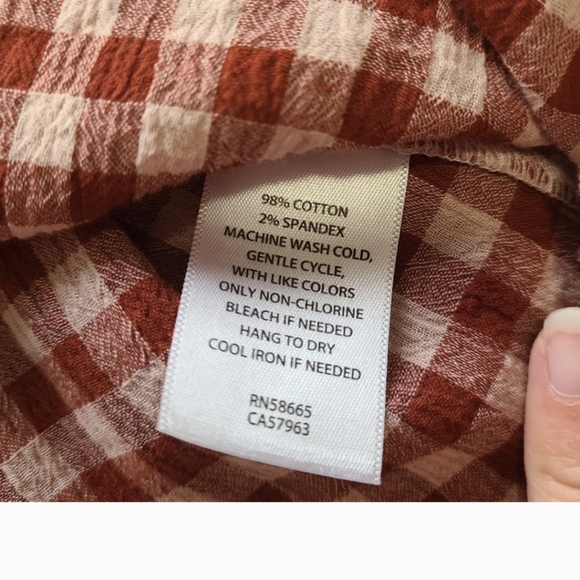 98% COTTON
2% SPANDEX
MACHINE WASH COLD,
GENTLE CYCLE,
WITH LIKE COLORS
ONLY NON-CHLORINE
BLEACH IF NEEDED
HANG TO DRY
COOL IRON IF NEEDED
RN58665
CA57963